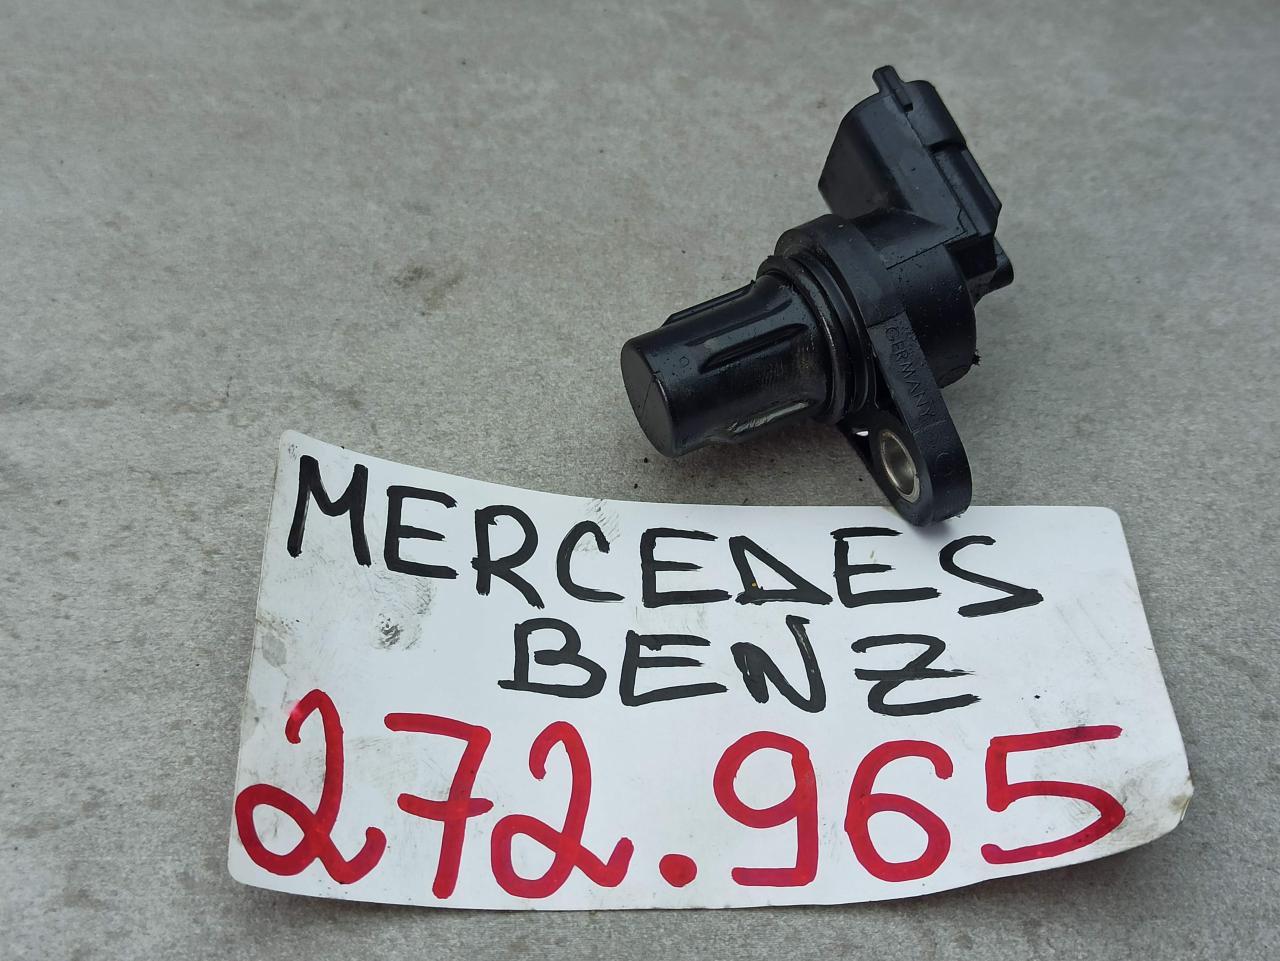 GERMANY
MERCEDES
BENZ
272.965